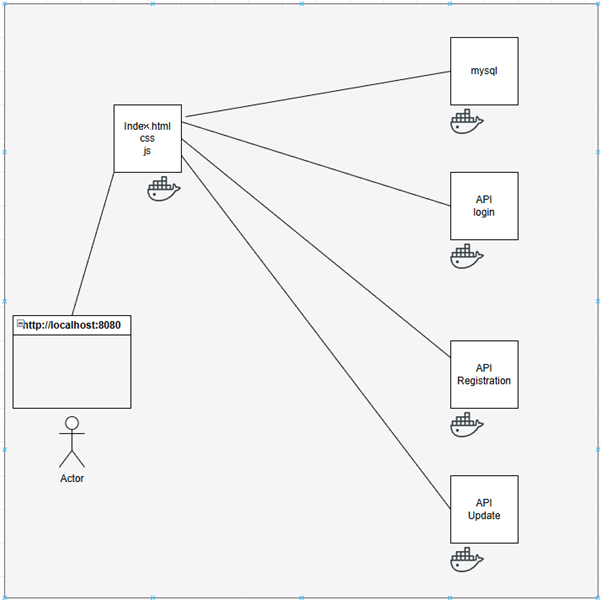 mysql
Index.html
css
js
API
login
http://localhost:8080
API
Registration
Actor
API
Update